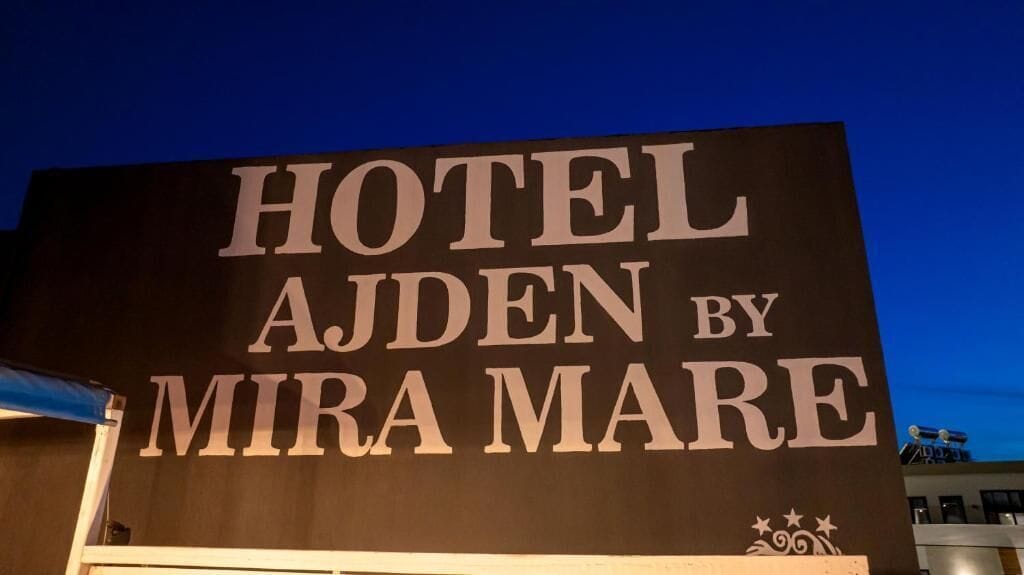 HOTEL
AJDEN BY
MIRA MARE